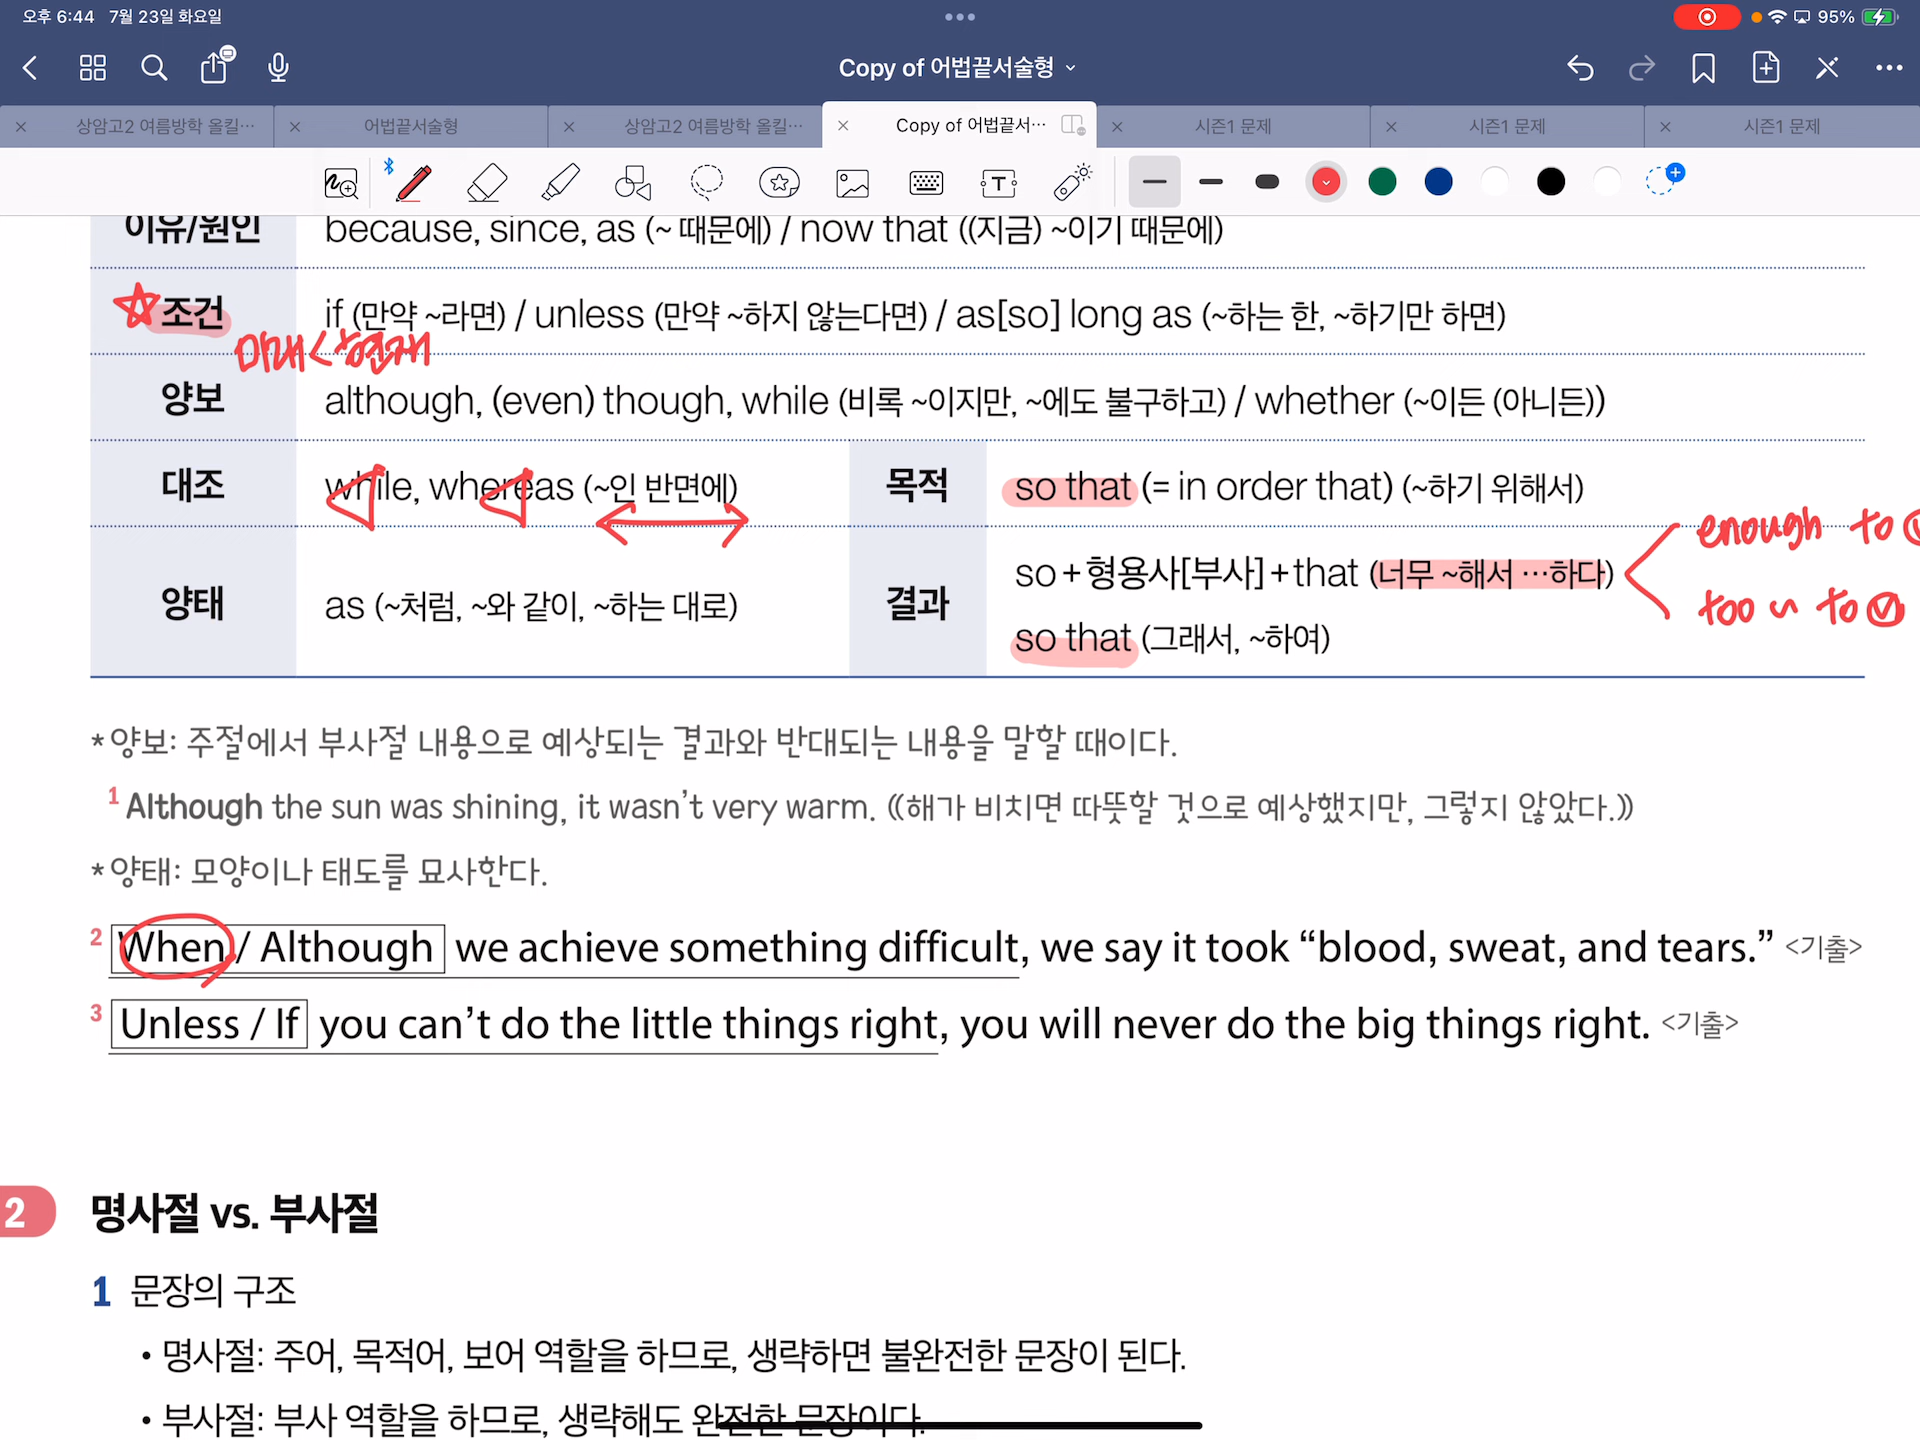 오후 6:44 7월 23일 화요일
95%
Copy of 어법끝서술형
상암고2 여름방학 올킬…
어법끝서술형
상암고2 여름방학 올킬…
Copy of 어법끝서…
시즌1 문제
시즌1 문제
시즌1 문제
이유/원인 because, since, as (~ 때문에) / now that ((지금) ~이기 때문에)
조건 if (만약 ~라면) / unless (만약 ~하지 않는다면) / as[so] long as (~하는 한, ~하기만 하면)
미래 < 현재
양보 although, (even) though, while (비록 ~이지만, ~에도 불구하고) / whether (~이든 (아니든))
대조 while, whereas (~인 반면에) 목적 so that (= in order that) (~하기 위해서)
enough to
양태 as (~처럼, ~와 같이, ~하는 대로) 결과 so+형용사[부사]+that (너무 ~해서 …하다)
too ~ to V
so that (그래서, ~하여)
* 양보: 주절에서 부사절 내용으로 예상되는 결과와 반대되는 내용을 말할 때이다.
1 Although the sun was shining, it wasn’t very warm. ((해가 비치면 따뜻할 것으로 예상했지만, 그렇지 않았다.))
* 양태: 모양이나 태도를 묘사한다.
2 When / Although we achieve something difficult, we say it took “blood, sweat, and tears.” <기출>
3 Unless / If you can’t do the little things right, you will never do the big things right. <기출>
2 명사절 vs. 부사절
1 문장의 구조
• 명사절: 주어, 목적어, 보어 역할을 하므로, 생략하면 불완전한 문장이 된다.
• 부사절: 부사 역할을 하므로, 생략해도 완전한 문장이다.